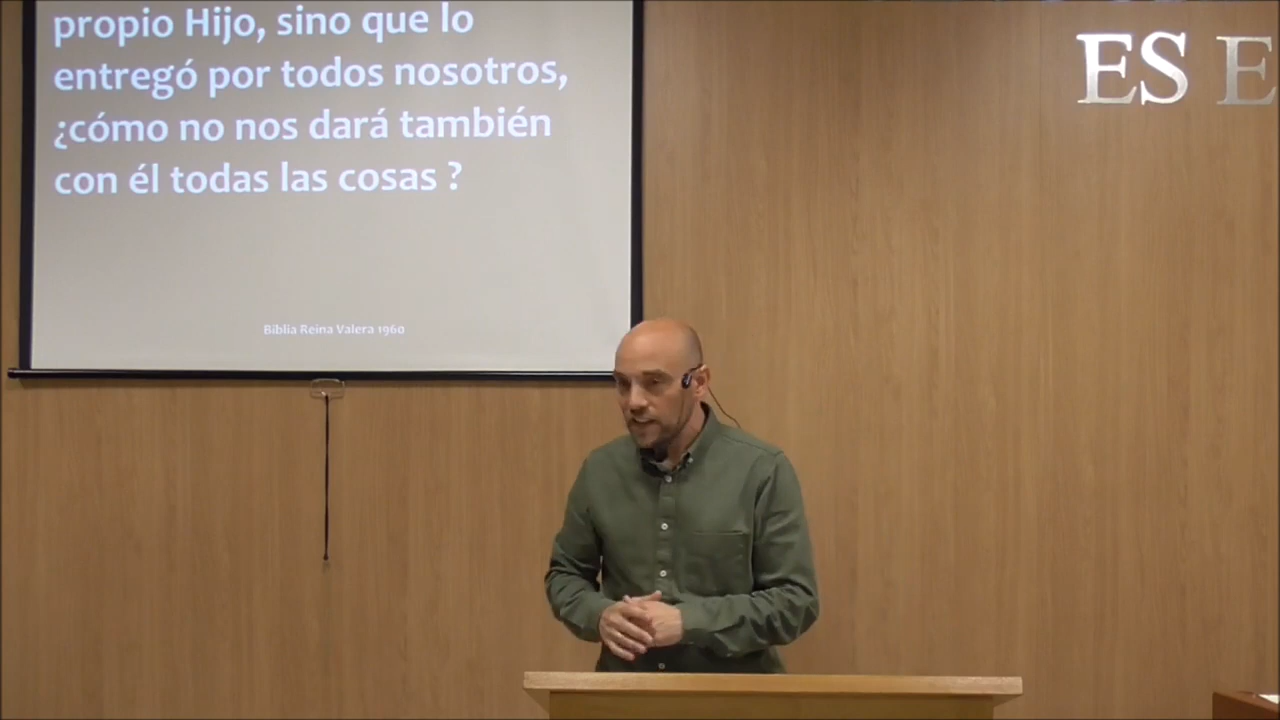 propio Hijo, sino que lo
entregó por todos nosotros,
¿cómo no nos dará también
con él todas las cosas ?
Biblia Reina Valera 1960
ES E